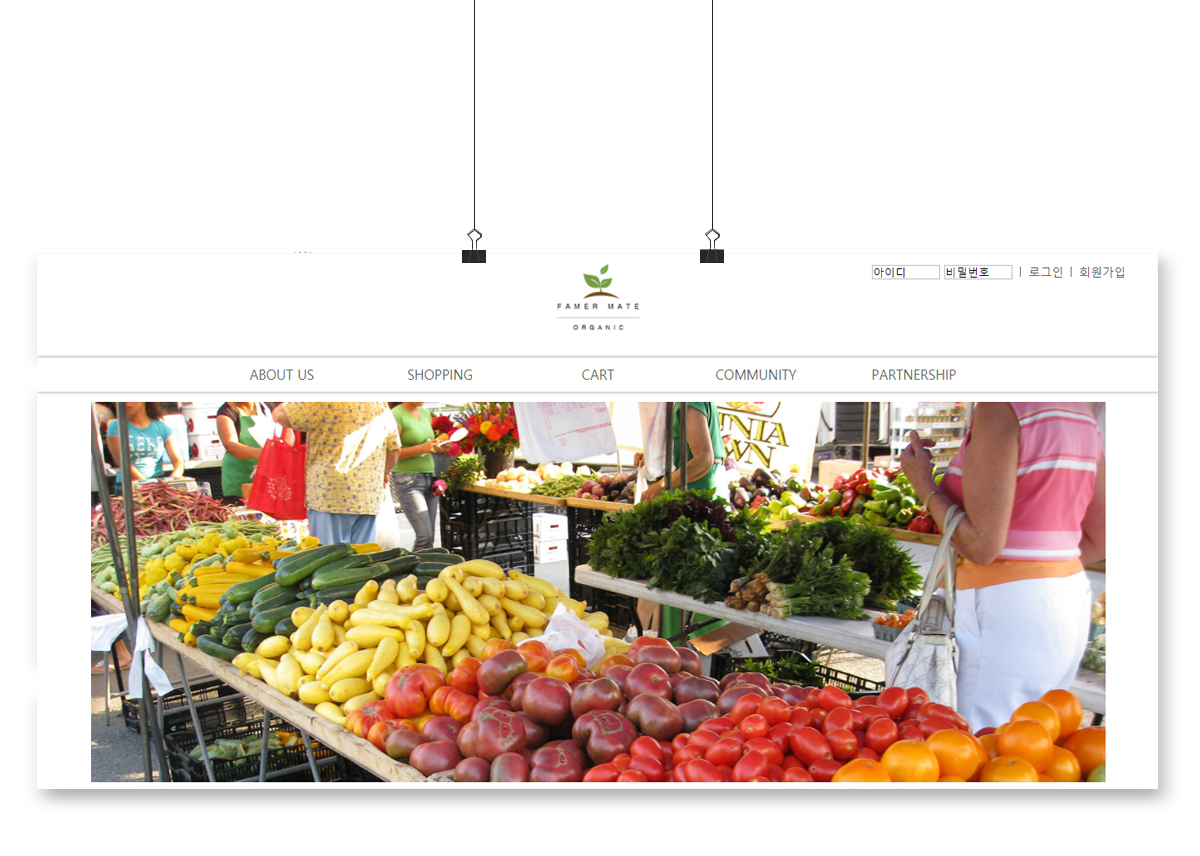 아이디 비밀번호 | 로그인 | 회원가입
FAMER MATE
ORGANIC
ABOUT US SHOPPING CART COMMUNITY PARTNERSHIP
NIA
WN